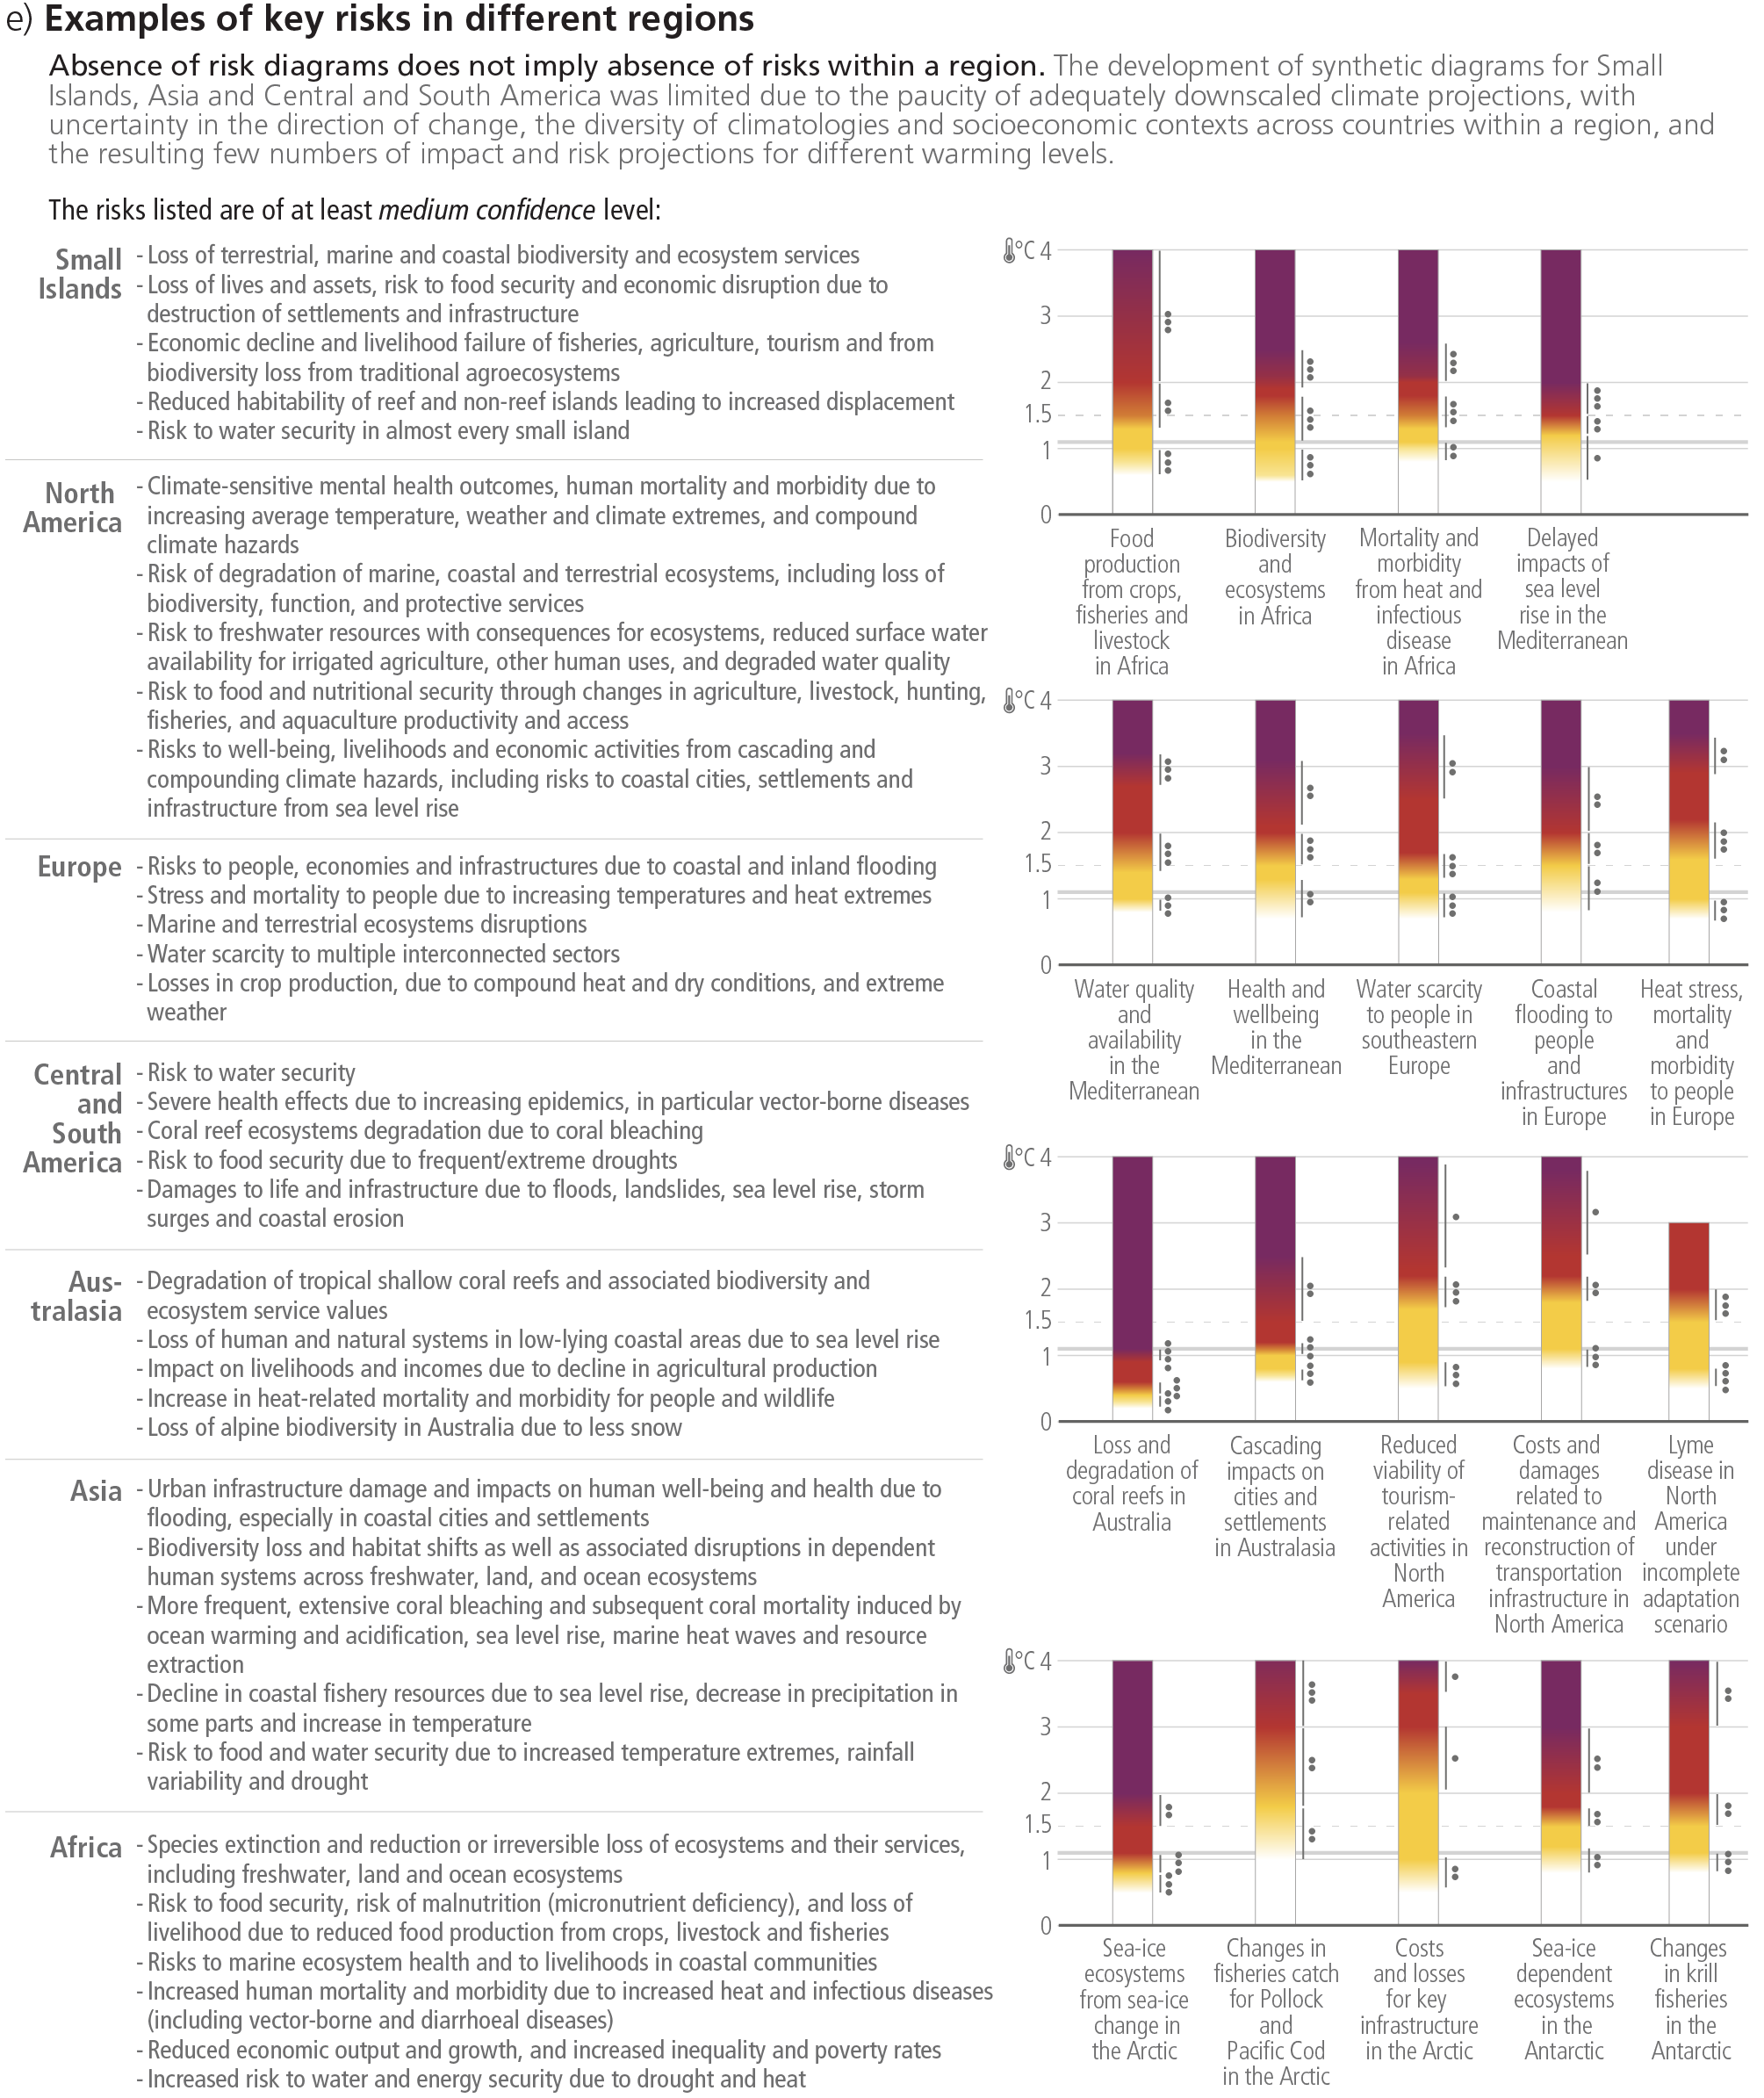 e) Examples of key risks in different regions
Absence of risk diagrams does not imply absence of risks within a region. The development of synthetic diagrams for Small
Islands, Asia and Central and South America was limited due to the paucity of adequately downscaled climate projections, with
uncertainty in the direction of change, the diversity of climatologies and socioeconomic contexts across countries within a region, and
the resulting few numbers of impact and risk projections for different warming levels.
The risks listed are of at least medium confidence level:
Small
Islands
- Loss of terrestrial, marine and coastal biodiversity and ecosystem services
- Loss of lives and assets, risk to food security and economic disruption due to
destruction of settlements and infrastructure
- Economic decline and livelihood failure of fisheries, agriculture, tourism and from
biodiversity loss from traditional agroecosystems
- Reduced habitability of reef and non-reef islands leading to increased displacement
- Risk to water security in almost every small island
North
America
- Climate-sensitive mental health outcomes, human mortality and morbidity due to
increasing average temperature, weather and climate extremes, and compound
climate hazards
- Risk of degradation of marine, coastal and terrestrial ecosystems, including loss of
biodiversity, function, and protective services
- Risk to freshwater resources with consequences for ecosystems, reduced surface water
availability for irrigated agriculture, other human uses, and degraded water quality
- Risk to food and nutritional security through changes in agriculture, livestock, hunting,
fisheries, and aquaculture productivity and access
- Risks to well-being, livelihoods and economic activities from cascading and
compounding climate hazards, including risks to coastal cities, settlements and
infrastructure from sea level rise
Europe
- Risks to people, economies and infrastructures due to coastal and inland flooding
- Stress and mortality to people due to increasing temperatures and heat extremes
- Marine and terrestrial ecosystems disruptions
- Water scarcity to multiple interconnected sectors
- Losses in crop production, due to compound heat and dry conditions, and extreme
weather
Central
and
South
America
- Risk to water security
- Severe health effects due to increasing epidemics, in particular vector-borne diseases
- Coral reef ecosystems degradation due to coral bleaching
- Risk to food security due to frequent/extreme droughts
- Damages to life and infrastructure due to floods, landslides, sea level rise, storm
surges and coastal erosion
Aus-
tralasia
- Degradation of tropical shallow coral reefs and associated biodiversity and
ecosystem service values
- Loss of human and natural systems in low-lying coastal areas due to sea level rise
- Impact on livelihoods and incomes due to decline in agricultural production
- Increase in heat-related mortality and morbidity for people and wildlife
- Loss of alpine biodiversity in Australia due to less snow
Asia
- Urban infrastructure damage and impacts on human well-being and health due to
flooding, especially in coastal cities and settlements
- Biodiversity loss and habitat shifts as well as associated disruptions in dependent
human systems across freshwater, land, and ocean ecosystems
- More frequent, extensive coral bleaching and subsequent coral mortality induced by
ocean warming and acidification, sea level rise, marine heat waves and resource
extraction
- Decline in coastal fishery resources due to sea level rise, decrease in precipitation in
some parts and increase in temperature
- Risk to food and water security due to increased temperature extremes, rainfall
variability and drought
Africa
- Species extinction and reduction or irreversible loss of ecosystems and their services,
including freshwater, land and ocean ecosystems
- Risk to food security, risk of malnutrition (micronutrient deficiency), and loss of
livelihood due to reduced food production from crops, livestock and fisheries
- Risks to marine ecosystem health and to livelihoods in coastal communities
- Increased human mortality and morbidity due to increased heat and infectious diseases
(including vector-borne and diarrhoeal diseases)
- Reduced economic output and growth, and increased inequality and poverty rates
- Increased risk to water and energy security due to drought and heat
°C 4
3
2
1.5
1
0
Food
production
from crops,
fisheries and
livestock
in Africa
Biodiversity
and
ecosystems
in Africa
Mortality and
morbidity
from heat and
infectious
disease
in Africa
Delayed
impacts of
sea level
rise in the
Mediterranean
°C 4
3
2
1.5
1
0
Water quality
and
availability
in the
Mediterranean
Health and
wellbeing
in the
Mediterranean
Water scarcity
to people in
southeastern
Europe
Coastal
flooding to
people
and
infrastructures
in Europe
Heat stress,
mortality
and
morbidity
to people
in Europe
°C 4
3
2
1.5
1
0
Loss and
degradation of
coral reefs in
Australia
Cascading
impacts on
cities and
settlements
in Australasia
Reduced
viability of
tourism-
related
activities in
North
America
Costs and
damages
related to
maintenance and
reconstruction of
transportation
infrastructure in
North America
Lyme
disease in
North
America
under
incomplete
adaptation
scenario
°C 4
3
2
1.5
1
0
Sea-ice
ecosystems
from sea-ice
change in
the Arctic
Changes in
fisheries catch
for Pollock
and
Pacific Cod
in the Arctic
Costs
and losses
for key
infrastructure
in the Arctic
Sea-ice
dependent
ecosystems
in the
Antarctic
Changes
in krill
fisheries
in the
Antarctic